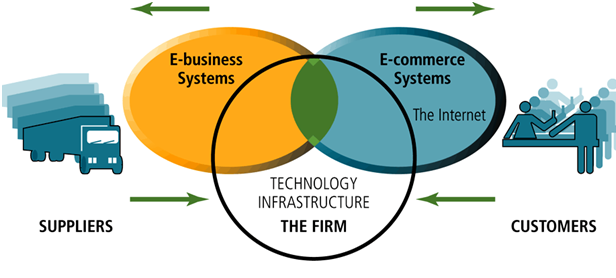 E-business
Systems
E-commerce
Systems
The Internet
TECHNOLOGY
INFRASTRUCTURE
THE FIRM
SUPPLIERS
CUSTOMERS